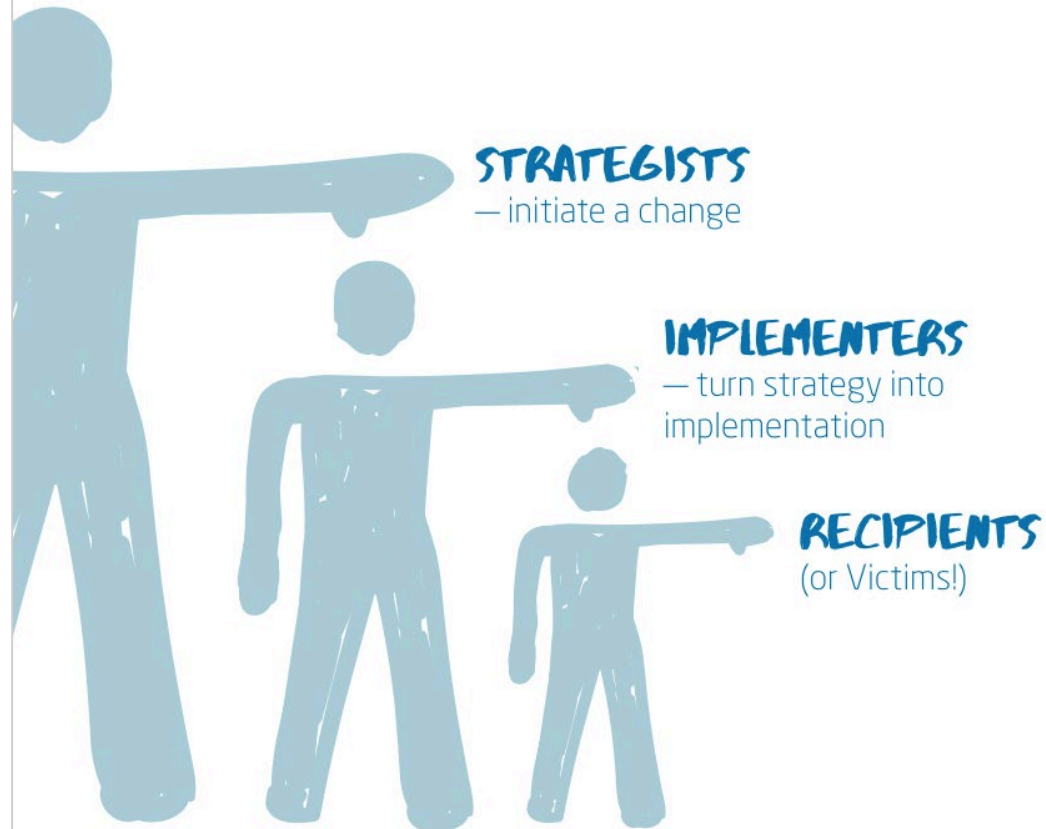 STRATEGISTS
— initiate a change
IMPLEMENTERS
— turn strategy into
implementation
RECIPIENTS
(or Victims!)